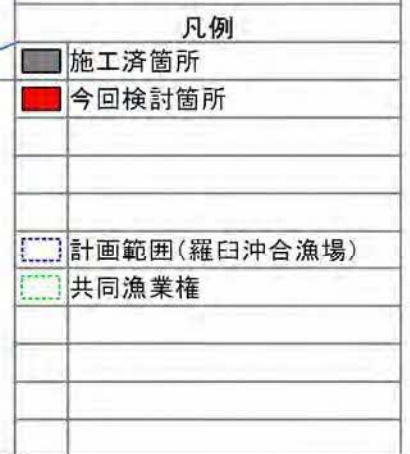 凡例
施工済箇所
今回検討箇所
計画範囲(羅臼沖合漁場)
共同漁業権